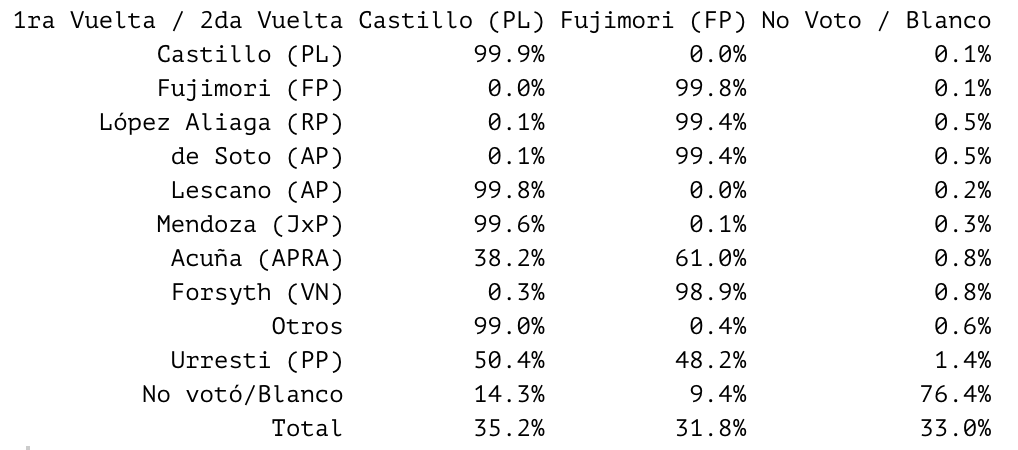 1ra Vuelta / 2da Vuelta Castillo (PL) Fujimori (FP) No Voto / Blanco
Castillo (PL) 99.9% 0.0% 0.1%
Fujimori (FP) 0.0% 99.8% 0.1%
López Aliaga (RP) 0.1% 99.4% 0.5%
de Soto (AP) 0.1% 99.4% 0.5%
Lescano (AP) 99.8% 0.0% 0.2%
Mendoza (JxP) 99.6% 0.1% 0.3%
Acuña (APRA) 38.2% 61.0% 0.8%
Forsyth (VN) 0.3% 98.9% 0.8%
Otros 99.0% 0.4% 0.6%
Urresti (PP) 50.4% 48.2% 1.4%
No votó/Blanco 14.3% 9.4% 76.4%
Total 35.2% 31.8% 33.0%